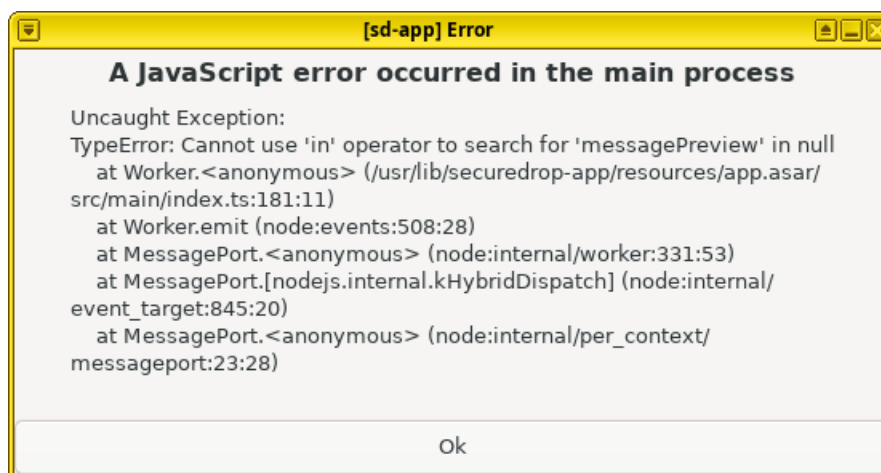 [sd-app] Error
A JavaScript error occurred in the main process
Uncaught Exception:
TypeError: Cannot use 'in' operator to search for 'messagePreview' in null
at Worker.<anonymous> (/usr/lib/securedrop-app/resources/app.asar/
src/main/index.ts:181:11)
at Worker.emit (node:events:508:28)
at MessagePort.<anonymous> (node:internal/worker:331:53)
at MessagePort.[nodejs.internal.kHybridDispatch] (node:internal/
event_target:845:20)
at MessagePort.<anonymous> (node:internal/per_context/
messageport:23:28)
Ok